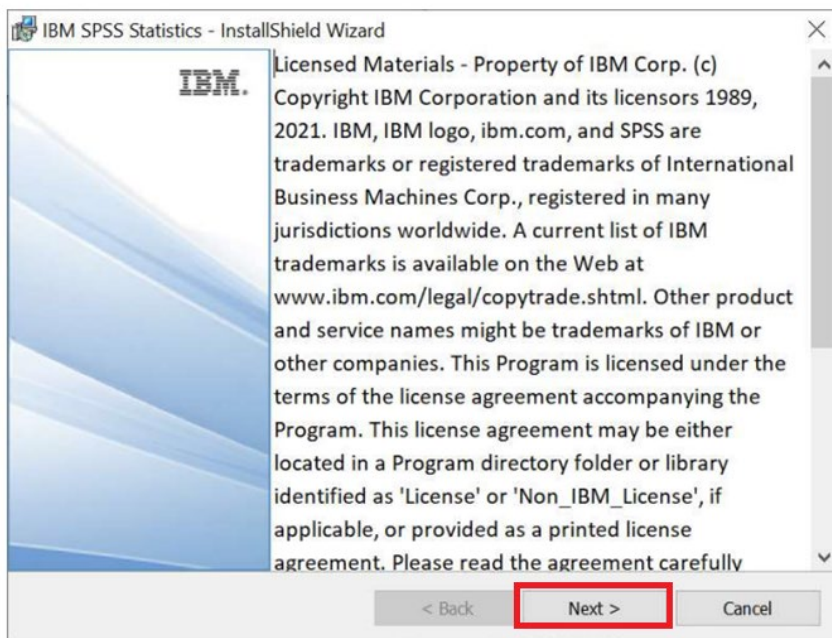 IBM SPSS Statistics - InstallShield Wizard
IBM.
Licensed Materials - Property of IBM Corp. (c)
Copyright IBM Corporation and its licensors 1989,
2021. IBM, IBM logo, ibm.com, and SPSS are
trademarks or registered trademarks of International
Business Machines Corp., registered in many
jurisdictions worldwide. A current list of IBM
trademarks is available on the Web at
www.ibm.com/legal/copytrade.shtml. Other product
and service names might be trademarks of IBM or
other companies. This Program is licensed under the
terms of the license agreement accompanying the
Program. This license agreement may be either
located in a Program directory folder or library
identified as 'License' or 'Non_IBM_License', if
applicable, or provided as a printed license
agreement. Please read the agreement carefully
< Back Next > Cancel